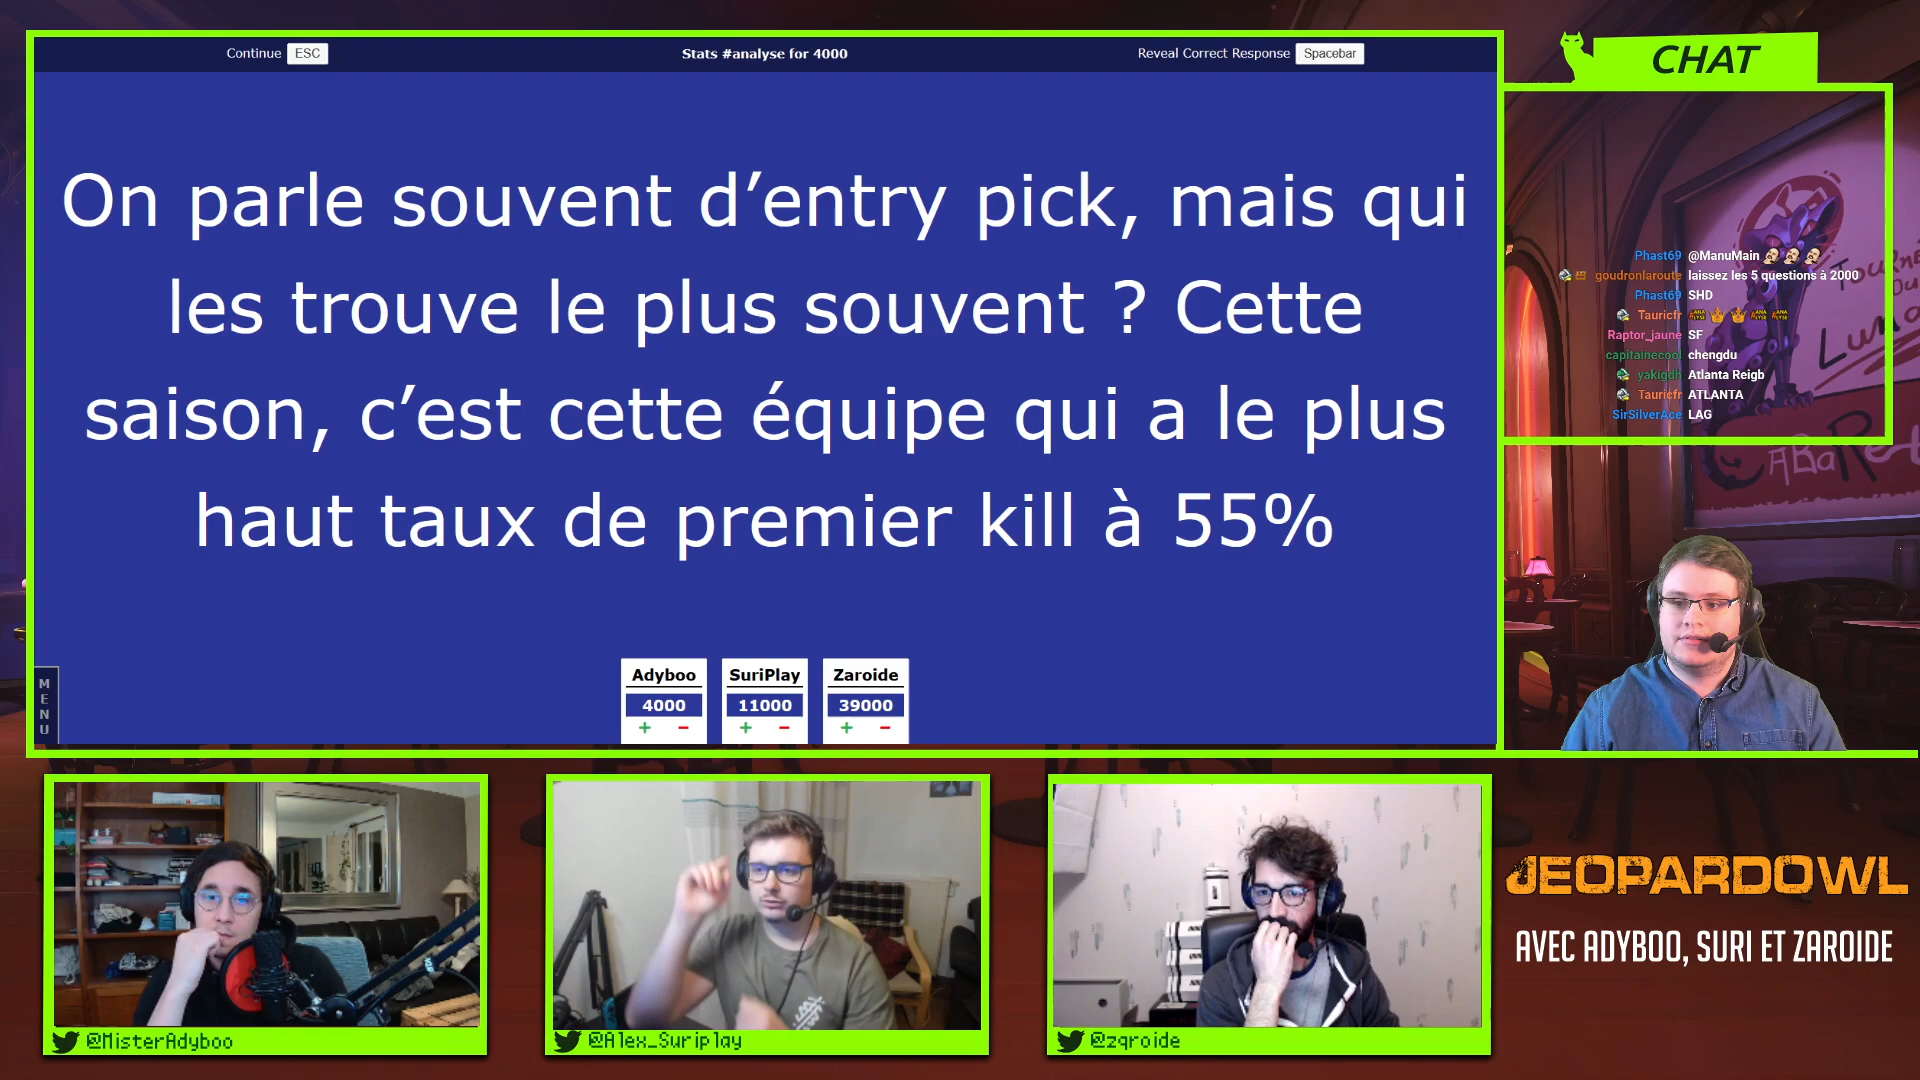 Continue ESC
Stats #analyse for 4000
Reveal Correct Response Spacebar
On parle souvent d’entry pick, mais qui
les trouve le plus souvent ? Cette
saison, c’est cette équipe qui a le plus
haut taux de premier kill à 55%
MENU
Adyboo
4000
+ −
SuriPlay
11000
+ −
Zaroide
39000
+ −
CHAT
Phast69 @ManuMain
goudronlaroute laissez les 5 questions à 2000
Phast69 SHD
Tauricfr
Raptor_jaune SF
capitainecool chengdu
yakigdh Atlanta Reigb
Tauricfr ATLANTA
SirSilverAce LAG
CABaRet
@MisterAdyboo
@Alex_Suriplay
@zqroide
JEOPARDOWL
AVEC ADYBOO, SURI ET ZAROIDE